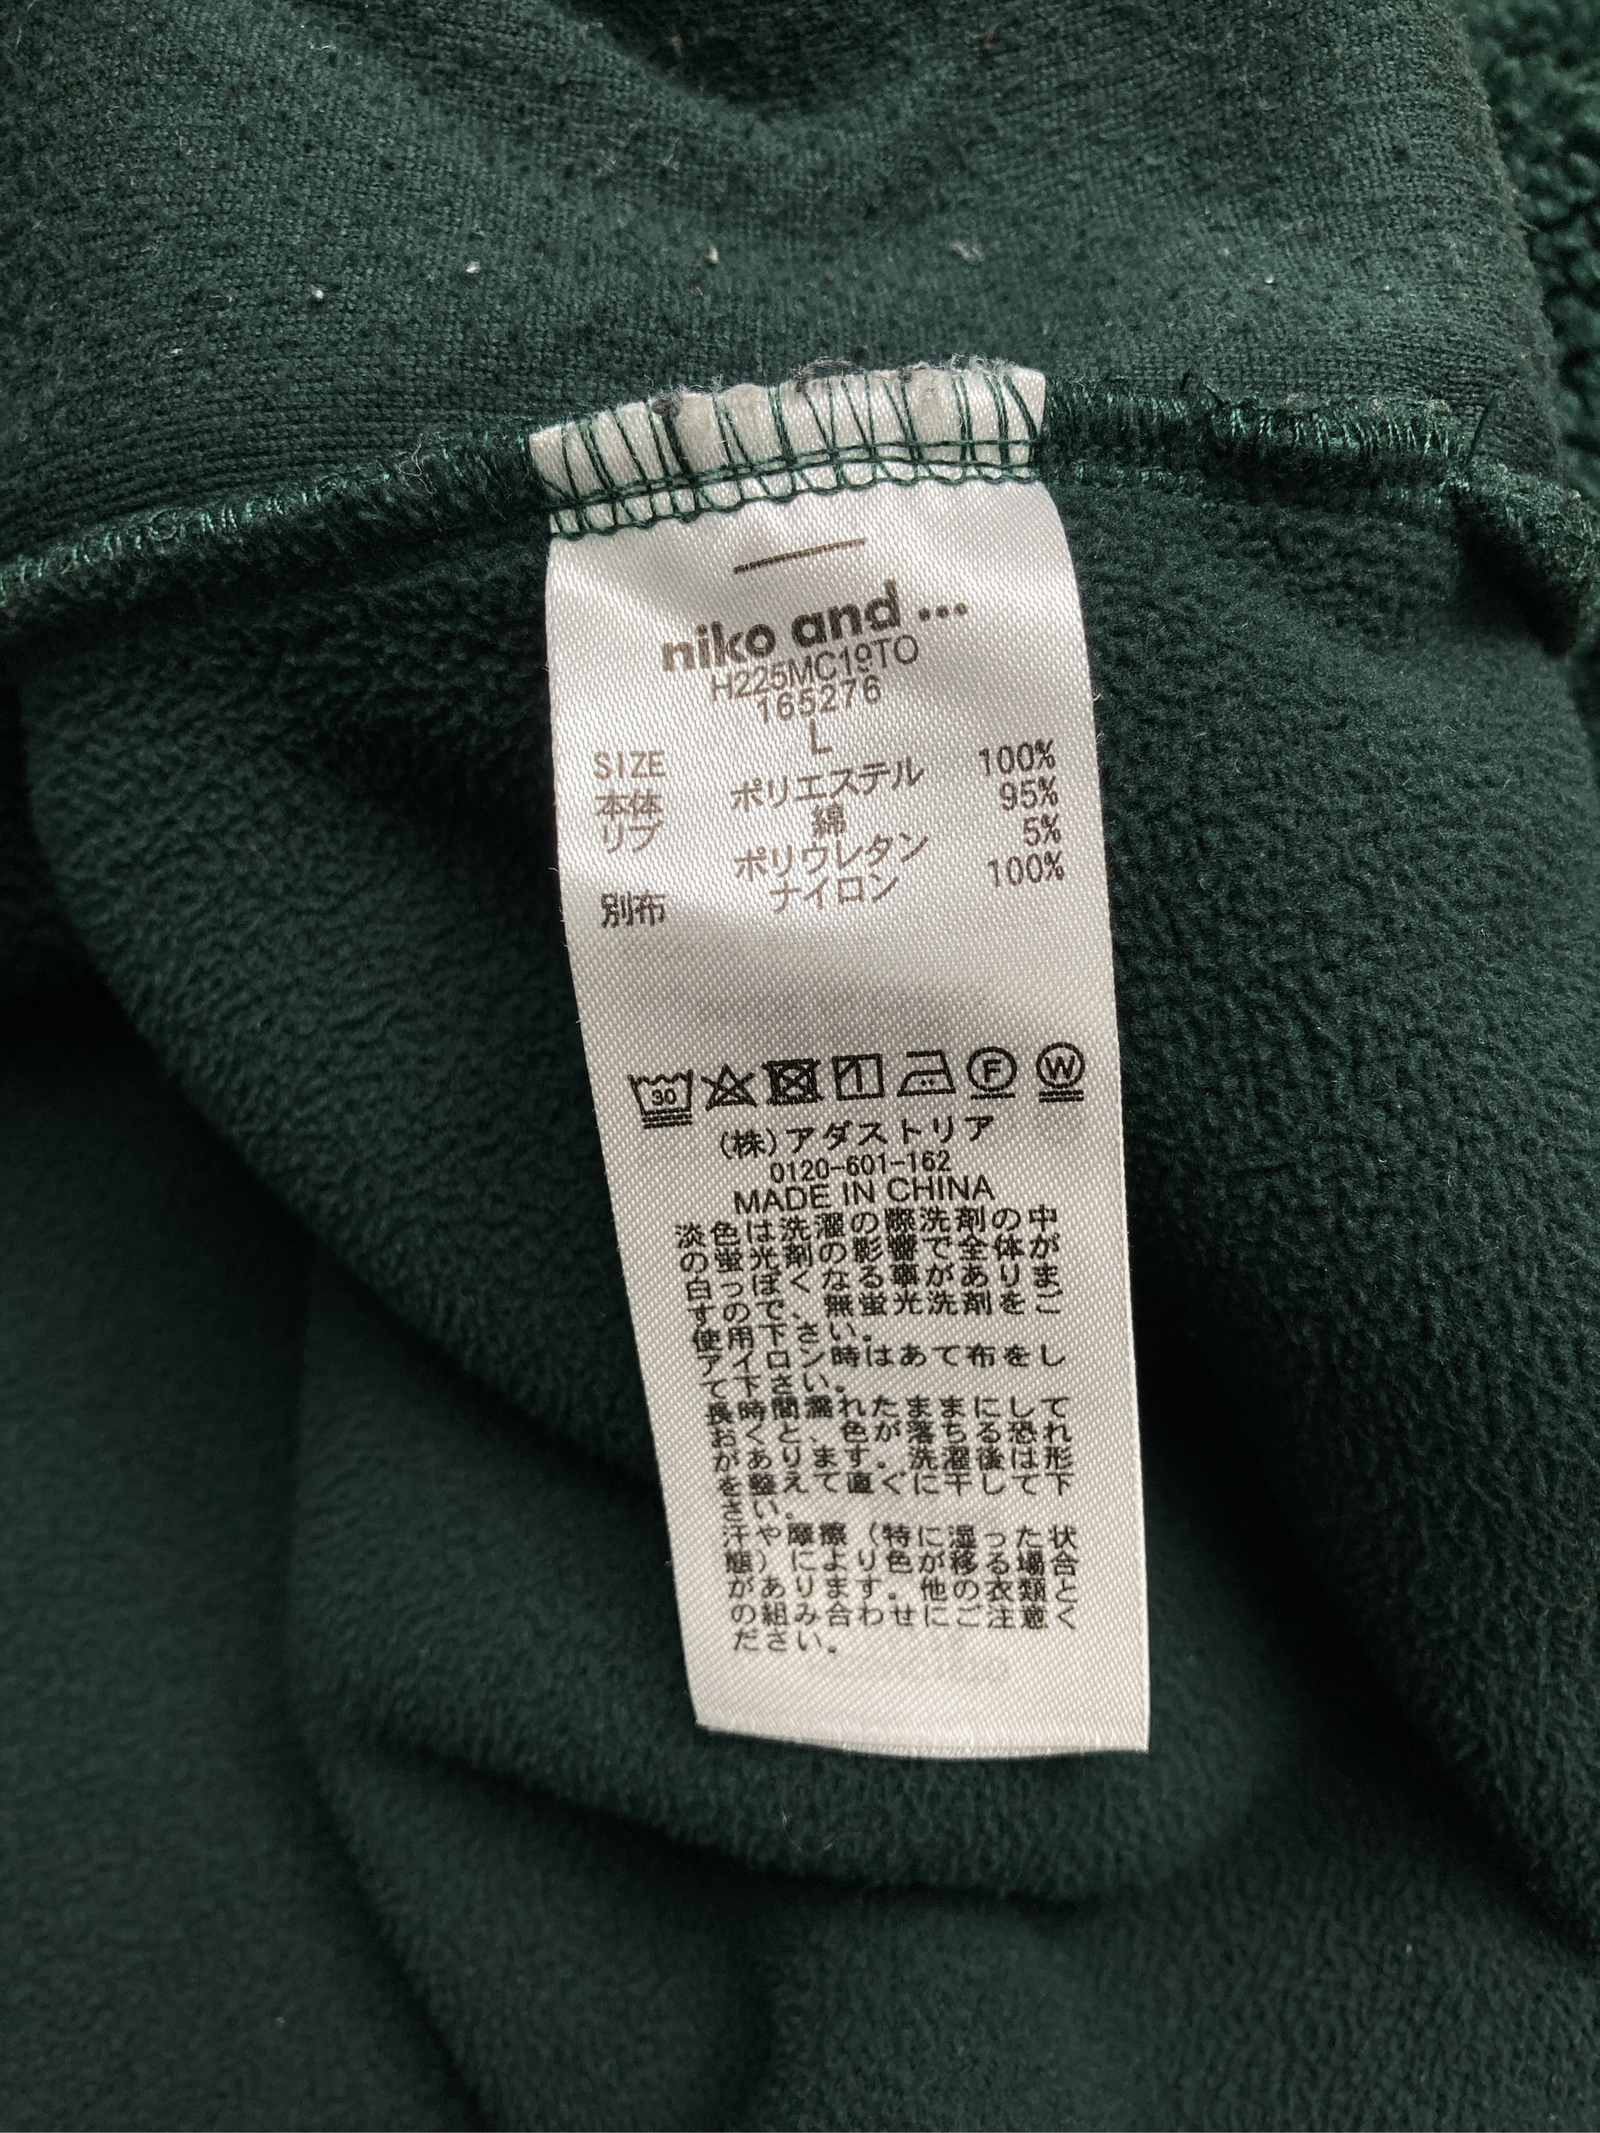 niko and ...
H225MC19TO
165276
SIZE L
本体 ポリエステル 100%
リブ 綿 95%
ポリウレタン 5%
別布 ナイロン 100%
30 1 F W
(株)アダストリア
0120-601-162
MADE IN CHINA
淡色は洗濯の際洗剤の中
の蛍光剤の影響で全体が
白っぽくなる事がありま
すので、無蛍光洗剤をご
使用下さい。
アイロン時はあて布をし
て下さい。
長時間濡れたままにして
おくと、色が落ちる恐れ
があります。洗濯後は形
を整えて直ぐに干して下
さい。
汗や摩擦（特に湿った状
態）により色が移る場合
があります。他の衣類と
の組み合わせにご注意く
ださい。